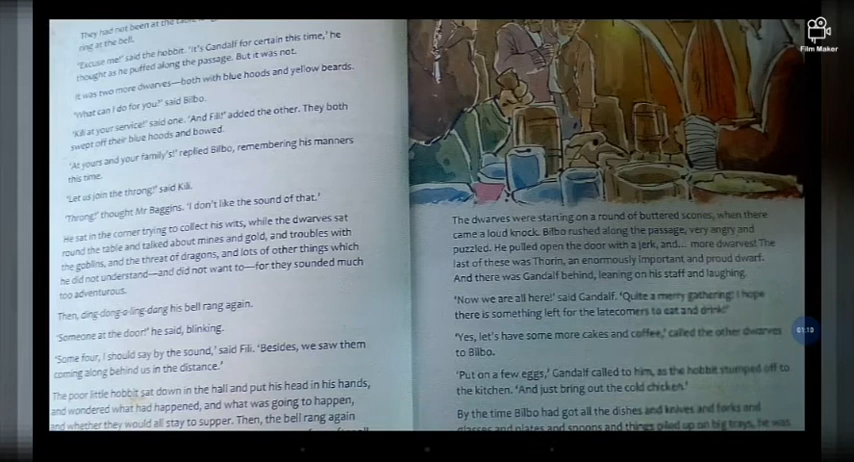 They had not been at the
ring at the bell.
'Excuse me!' said the hobbit. 'It's Gandalf for certain this time,' he
thought as he puffed along the passage. But it was not.
It was two more dwarves—both with blue hoods and yellow beards.
'What can I do for you?' said Bilbo.
'Kili at your service!' said one. 'And Fili!' added the other. They both
swept off their blue hoods and bowed.
'At yours and your family's!' replied Bilbo, remembering his manners
this time.
'Let us join the throng!' said Kili.
'Throng!' thought Mr Baggins. 'I don't like the sound of that.'
He sat in the corner trying to collect his wits, while the dwarves sat
round the table and talked about mines and gold, and troubles with
the goblins, and the threat of dragons, and lots of other things which
he did not understand—and did not want to—for they sounded much
too adventurous.
Then, ding-dong-a-ling-dang his bell rang again.
'Someone at the door!' he said, blinking.
'Some four, I should say by the sound,' said Fili. 'Besides, we saw them
coming along behind us in the distance.'
The poor little hobbit sat down in the hall and put his head in his hands,
and wondered what had happened, and what was going to happen,
and whether they would all stay to supper. Then, the bell rang again
The dwarves were starting on a round of buttered scones, when there
came a loud knock. Bilbo rushed along the passage, very angry and
puzzled. He pulled open the door with a jerk, and... more dwarves! The
last of these was Thorin, an enormously important and proud dwarf.
And there was Gandalf behind, leaning on his staff and laughing.
'Now we are all here!' said Gandalf. 'Quite a merry gathering! I hope
there is something left for the latecomers to eat and drink!'
'Yes, let's have some more cakes and coffee,' called the other dwarves
to Bilbo.
'Put on a few eggs,' Gandalf called to him, as the hobbit stumped off to
the kitchen. 'And just bring out the cold chicken.'
By the time Bilbo had got all the dishes and knives and forks and
glasses and plates and spoons and things piled up on big trays, he was
Film Maker
01:10